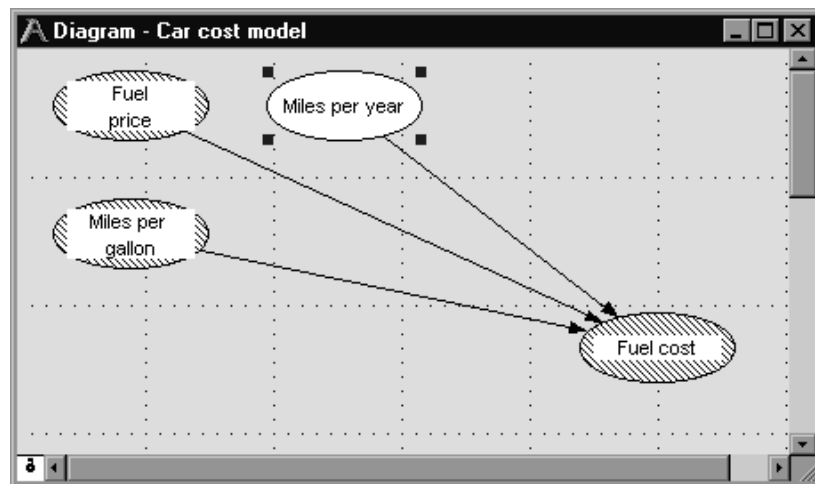 Diagram - Car cost model
Fuel
price
Miles per year
Miles per
gallon
Fuel cost